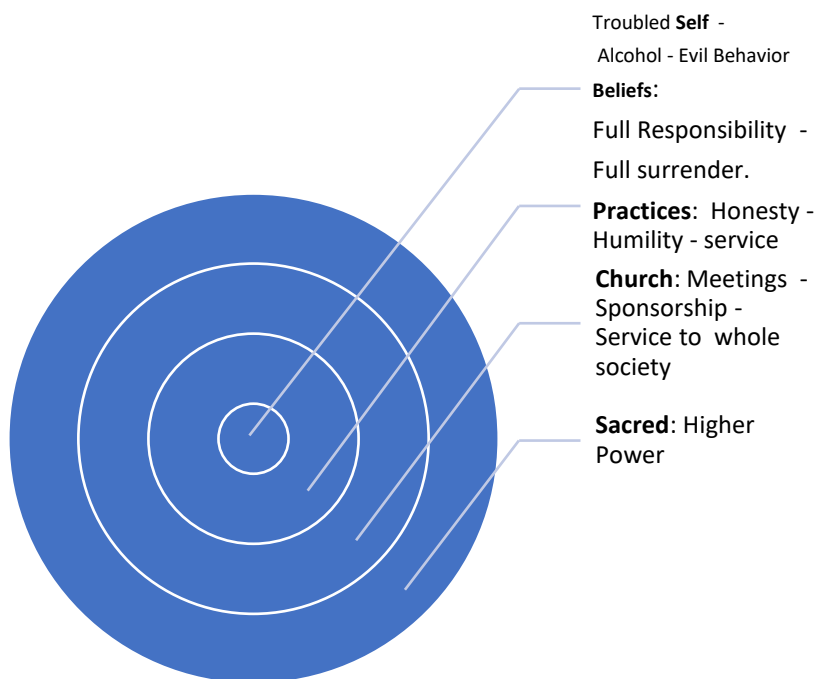 Troubled Self -
Alcohol - Evil Behavior
Beliefs:
Full Responsibility -
Full surrender.
Practices: Honesty -
Humility - service
Church: Meetings -
Sponsorship -
Service to whole
society
Sacred: Higher
Power